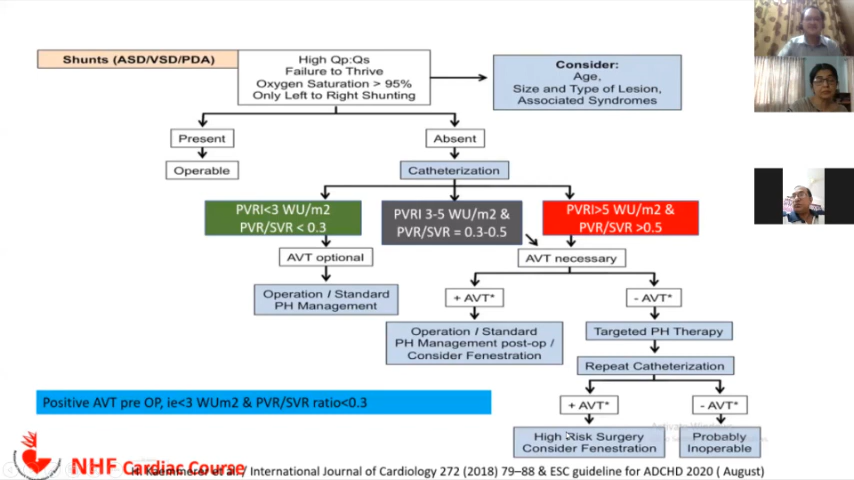 Shunts (ASD/VSD/PDA)
High Qp:Qs
Failure to Thrive
Oxygen Saturation > 95%
Only Left to Right Shunting
Consider:
Age,
Size and Type of Lesion,
Associated Syndromes
Present
Absent
Operable
Catheterization
PVRI<3 WU/m2
PVR/SVR < 0.3
PVRI 3-5 WU/m2 &
PVR/SVR = 0.3-0.5
PVRI>5 WU/m2 &
PVR/SVR >0.5
AVT optional
AVT necessary
Operation / Standard
PH Management
+ AVT*
- AVT*
Operation / Standard
PH Management post-op /
Consider Fenestration
Targeted PH Therapy
Repeat Catheterization
+ AVT*
- AVT*
High Risk Surgery
Consider Fenestration
Probably
Inoperable
Positive AVT pre OP, ie<3 WUm2 & PVR/SVR ratio<0.3
Activate Windows
NHF Cardiac Course
Kaemmerer et al. / International Journal of Cardiology 272 (2018) 79–88 & ESC guideline for ADCHD 2020 ( August)